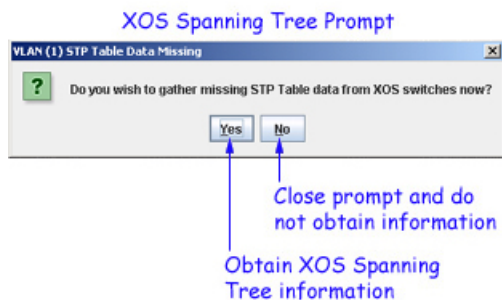 XOS Spanning Tree Prompt
VLAN (1) STP Table Data Missing
?
Do you wish to gather missing STP Table data from XOS switches now?
Yes No
Close prompt and do
not obtain information
Obtain XOS Spanning
Tree information